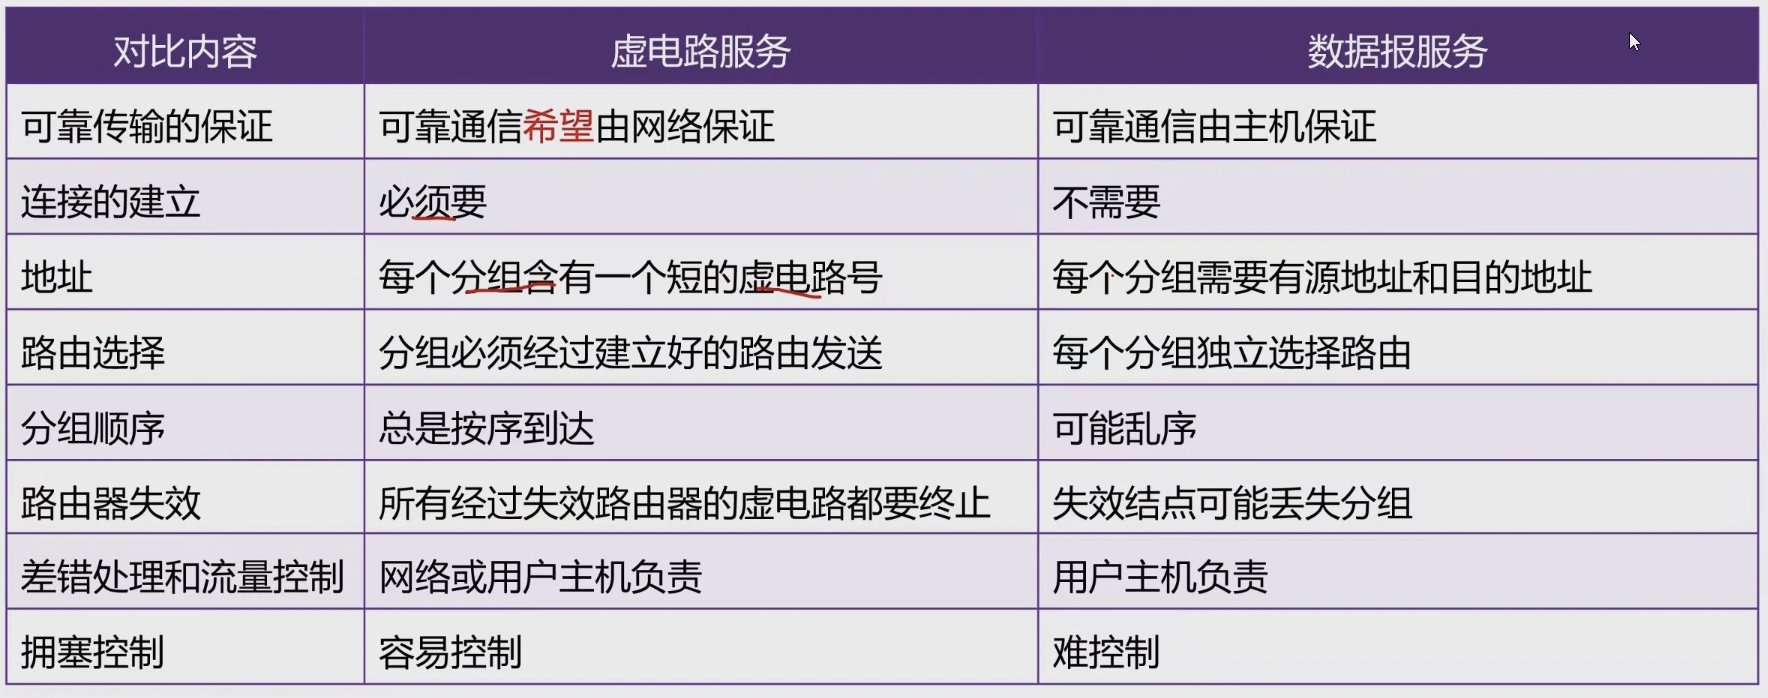 对比内容 虚电路服务 数据报服务
可靠传输的保证 可靠通信希望由网络保证 可靠通信由主机保证
连接的建立 必须要 不需要
地址 每个分组含有一个短的虚电路号 每个分组需要有源地址和目的地址
路由选择 分组必须经过建立好的路由发送 每个分组独立选择路由
分组顺序 总是按序到达 可能乱序
路由器失效 所有经过失效路由器的虚电路都要终止 失效结点可能丢失分组
差错处理和流量控制 网络或用户主机负责 用户主机负责
拥塞控制 容易控制 难控制